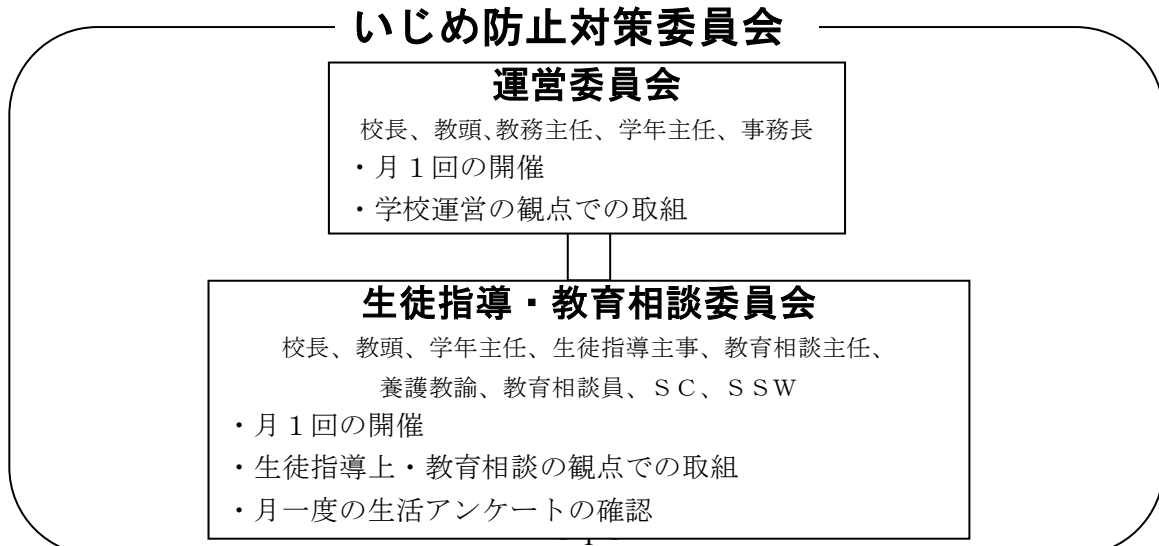 いじめ防止対策委員会
運営委員会
校長、教頭、教務主任、学年主任、事務長
・月１回の開催
・学校運営の観点での取組
生徒指導・教育相談委員会
校長、教頭、学年主任、生徒指導主事、教育相談主任、
養護教諭、教育相談員、ＳＣ、ＳＳＷ
・月１回の開催
・生徒指導上・教育相談の観点での取組
・月一度の生活アンケートの確認